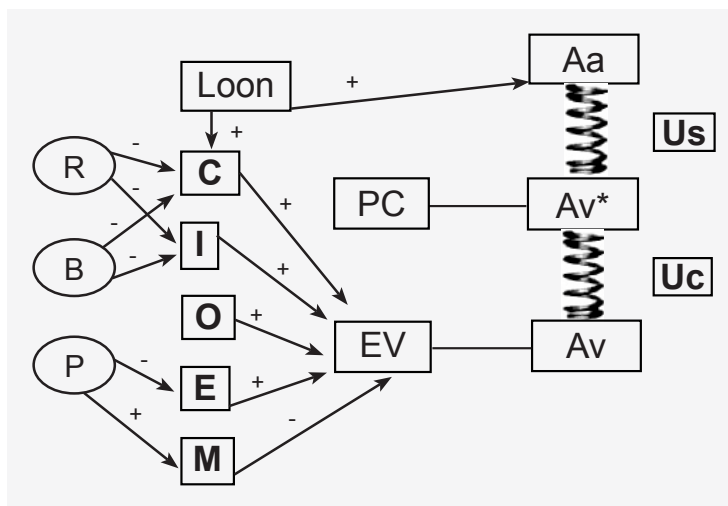 Loon
+
Aa
+
Us
R
-
C
-
+
PC
Av*
-
I
B
-
+
Uc
O
+
EV
Av
P
-
E
+
+
-
M